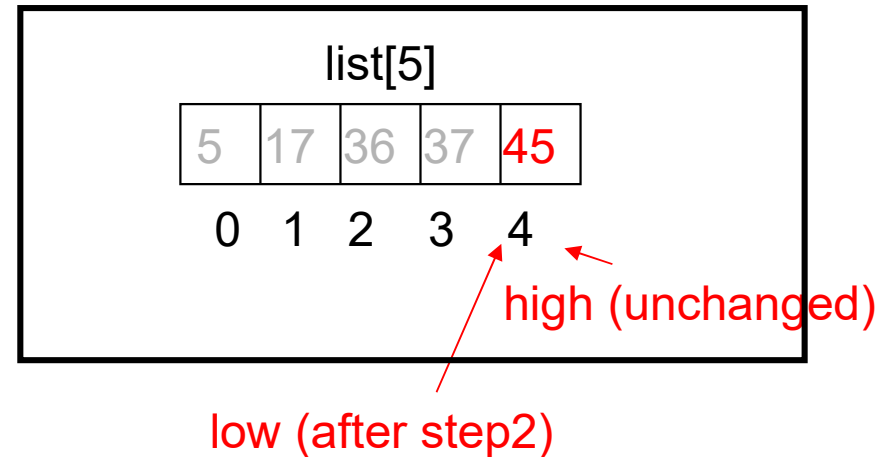 list[5]
5 17 36 37 45
0 1 2 3 4
high (unchanged)
low (after step2)